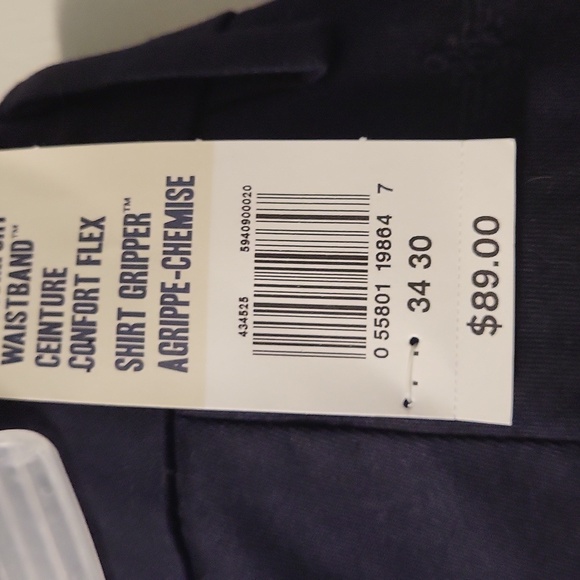 WAISTBAND™
CEINTURE
CONFORT FLEX
SHIRT GRIPPER™
AGRIPPE-CHEMISE
434525 5940900020
0 55801 19864 7
34 30
$89.00